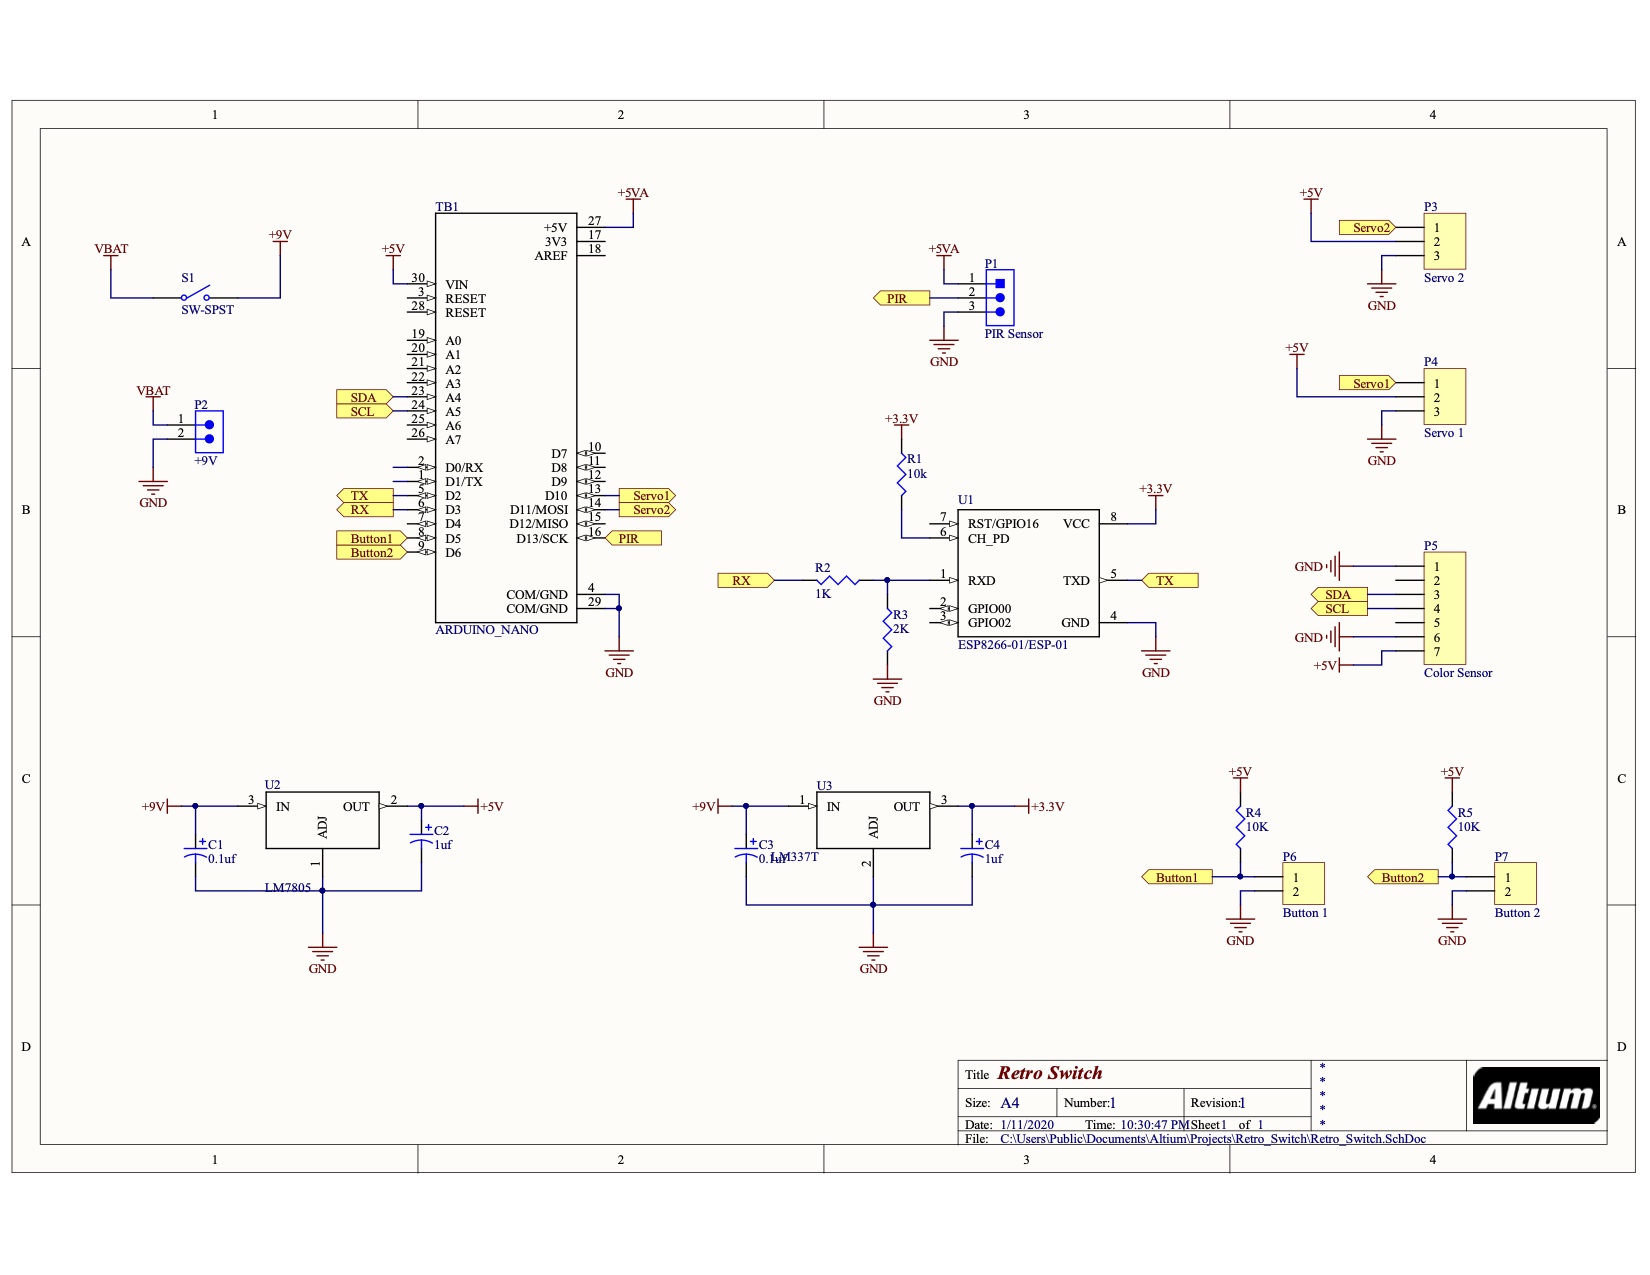 1 2 3 4
A A
B B
C C
D D
1 2 3 4
VBAT
+9V
S1
SW-SPST
VBAT
P2
1
2
+9V
GND
TB1
+5VA
+5V
+5V 27
3V3 17
AREF 18
30 VIN
3 RESET
28 RESET
19 A0
20 A1
21 A2
22 A3
SDA 23 A4
SCL 24 A5
25 A6
26 A7
2 D0/RX
1 D1/TX
TX 5 D2
RX 6 D3
7 D4
Button1 8 D5
Button2 9 D6
D7 10
D8 11
D9 12
D10 13 Servo1
D11/MOSI 14 Servo2
D12/MISO 15
D13/SCK 16 PIR
COM/GND 4
COM/GND 29
ARDUINO_NANO
GND
+5VA
P1
1
PIR 2
3
PIR Sensor
GND
+5V
P3
Servo2 1
2
3
Servo 2
GND
+5V
P4
Servo1 1
2
3
Servo 1
GND
+3.3V
R1
10k
U1
+3.3V
7 RST/GPIO16 VCC 8
6 CH_PD
RX R2 1 RXD TXD 5 TX
1K
2 GPIO00
3 GPIO02 GND 4
R3
2K
ESP8266-01/ESP-01
GND
GND
P5
GND 1
2
SDA 3
SCL 4
5
GND 6
+5V 7
Color Sensor
U2
+9V 3 IN OUT 2 +5V
ADJ
C1
0.1uf
C2
1uf
1
LM7805
GND
U3
+9V 1 IN OUT 3 +3.3V
ADJ
C3
0.1uf
LM337T
C4
1uf
2
GND
+5V
R4
10K
P6
Button1 1
2
Button 1
GND
+5V
R5
10K
P7
Button2 1
2
Button 2
GND
Title Retro Switch
Size: A4 Number:1 Revision:1
Date: 1/11/2020 Time: 10:30:47 PM Sheet1 of 1
File: C:\Users\Public\Documents\Altium\Projects\Retro_Switch\Retro_Switch.SchDoc
*
*
*
*
*
Altium